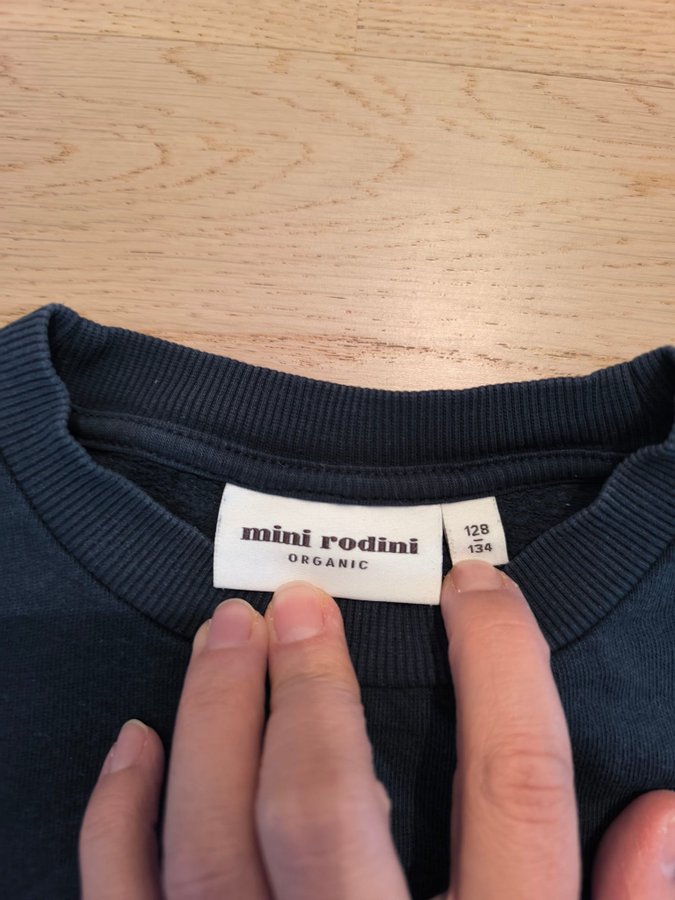 mini rodini
ORGANIC
128
134